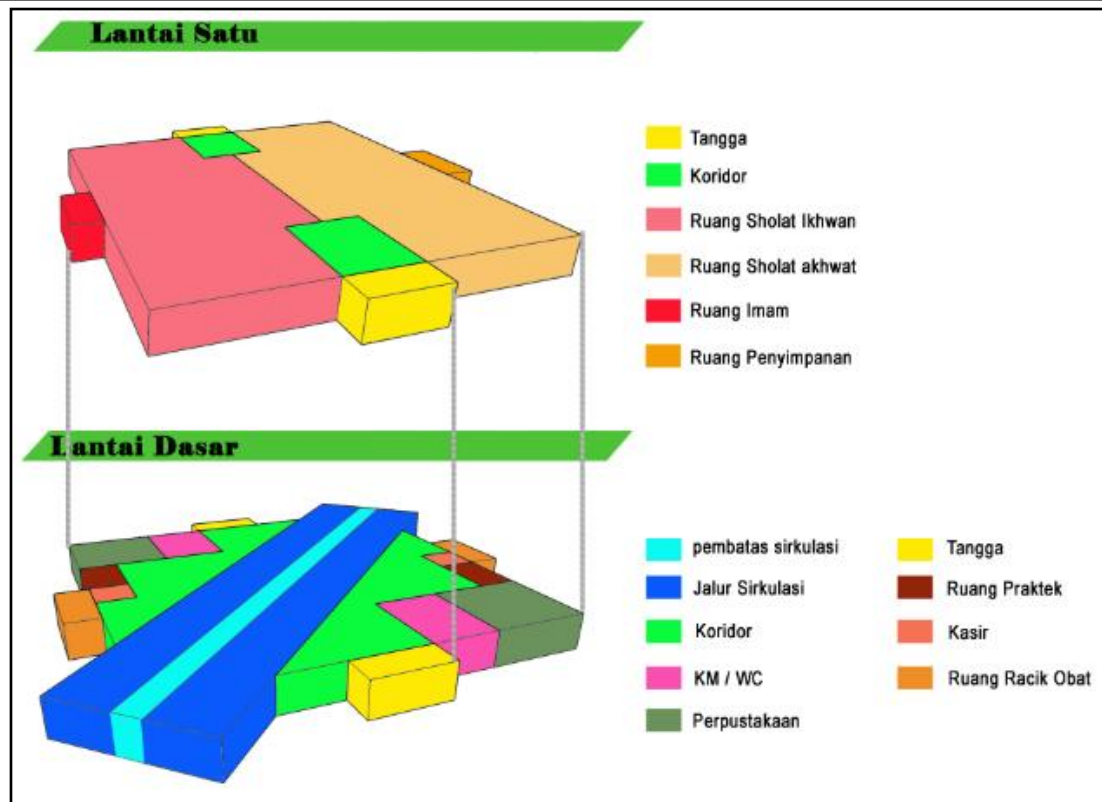 Lantai Satu
Tangga
Koridor
Ruang Sholat Ikhwan
Ruang Sholat akhwat
Ruang Imam
Ruang Penyimpanan
Lantai Dasar
pembatas sirkulasi
Jalur Sirkulasi
Koridor
KM / WC
Perpustakaan
Tangga
Ruang Praktek
Kasir
Ruang Racik Obat